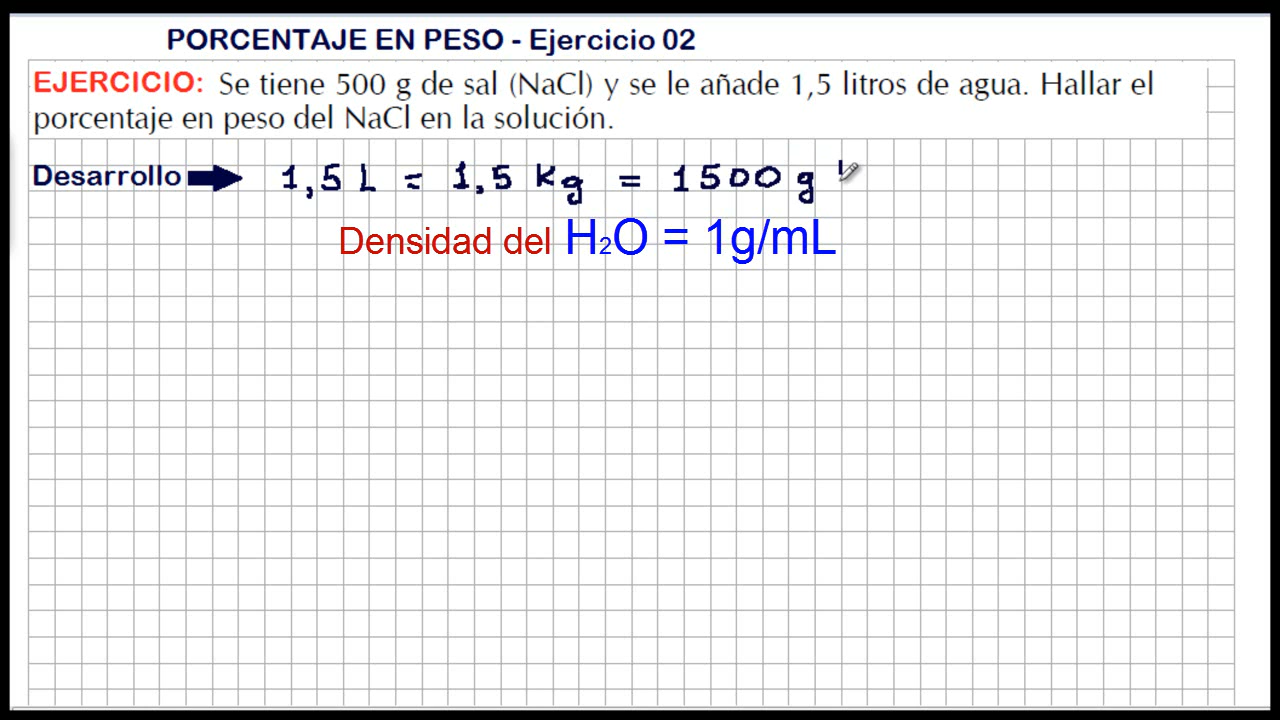 PORCENTAJE EN PESO - Ejercicio 02
EJERCICIO: Se tiene 500 g de sal (NaCl) y se le añade 1,5 litros de agua. Hallar el
porcentaje en peso del NaCl en la solución.
Desarrollo 1,5 L = 1,5 Kg = 1500 g
Densidad del H₂O = 1g/mL